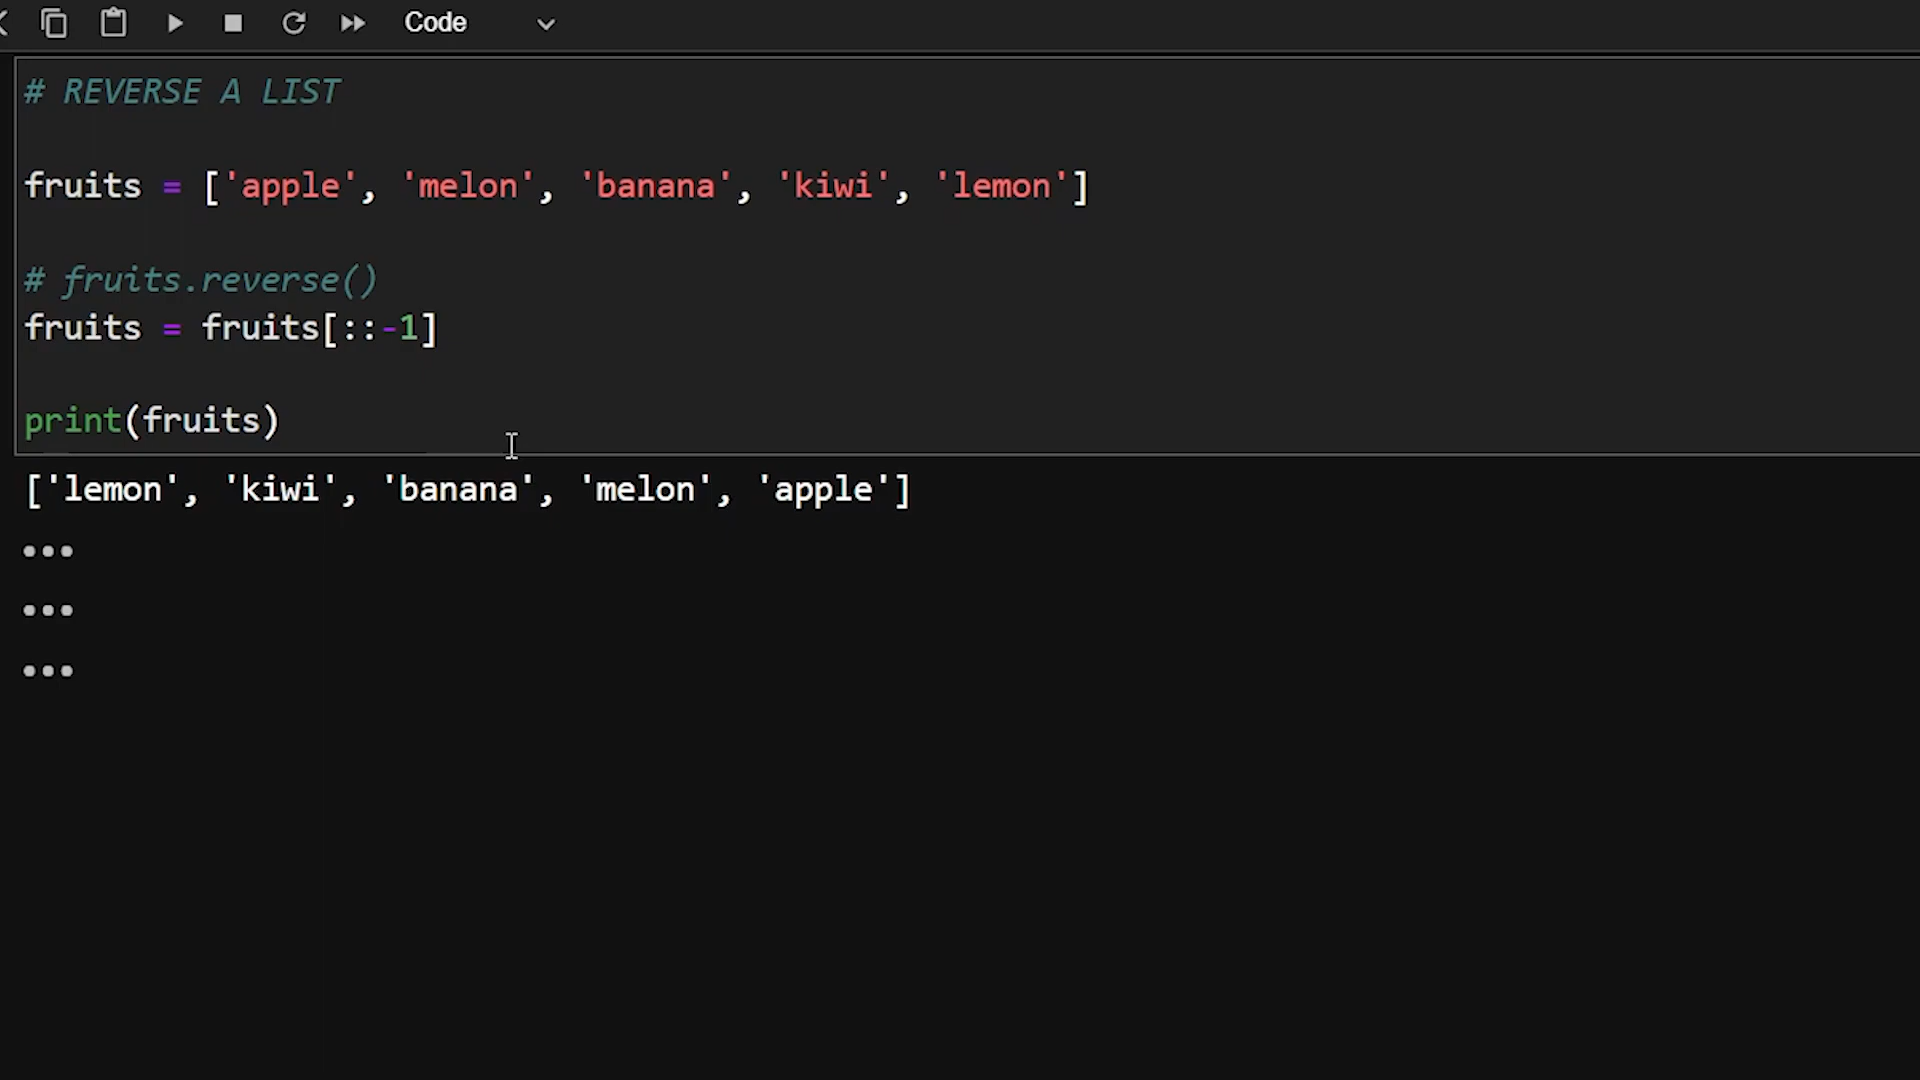 Code
# REVERSE A LIST
fruits = ['apple', 'melon', 'banana', 'kiwi', 'lemon']
# fruits.reverse()
fruits = fruits[::-1]
print(fruits)
['lemon', 'kiwi', 'banana', 'melon', 'apple']